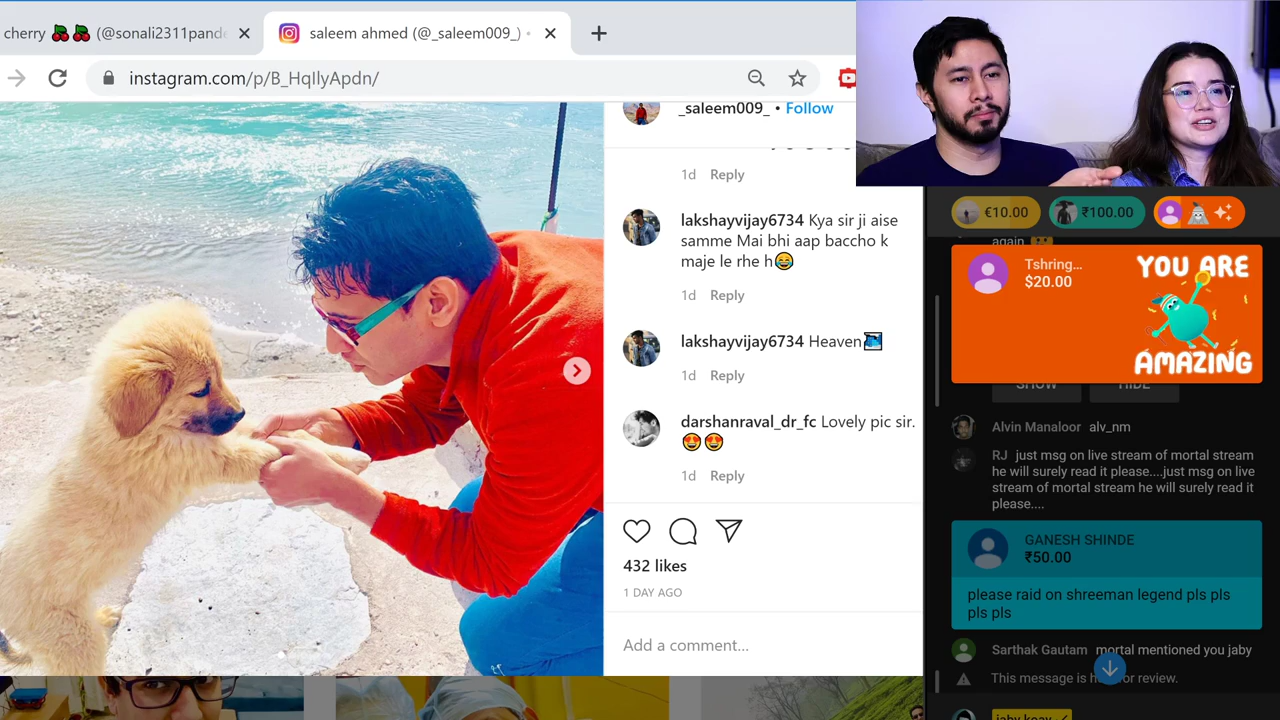 cherry 🍒🍒 (@sonali2311pand
saleem ahmed (@_saleem009_) •
instagram.com/p/B_HqIlyApdn/
_saleem009_ • Follow
1d Reply
lakshayvijay6734 Kya sir ji aise
samme Mai bhi aap baccho k
maje le rhe h😂
1d Reply
lakshayvijay6734 Heaven
1d Reply
darshanraval_dr_fc Lovely pic sir.
😍😍
1d Reply
432 likes
1 DAY AGO
Add a comment...
€10.00
₹100.00
again
Tshring...
$20.00
YOU ARE
AMAZING
SHOW HIDE
Alvin Manaloor alv_nm
RJ just msg on live stream of mortal stream
he will surely read it please....just msg on live
stream of mortal stream he will surely read it
please....
GANESH SHINDE
₹50.00
please raid on shreeman legend pls pls
pls pls
Sarthak Gautam mortal mentioned you jaby
This message is h or review.
jaby koay